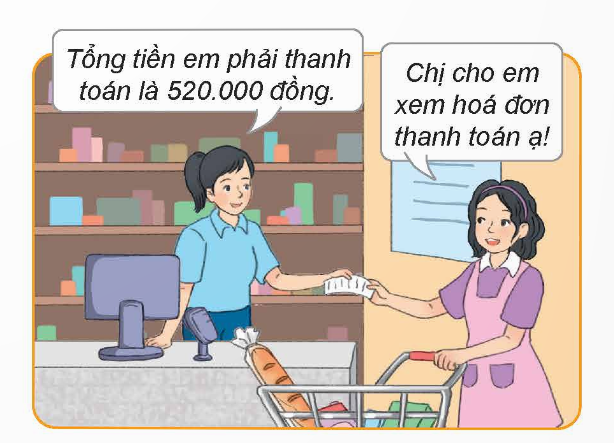 Tổng tiền em phải thanh
toán là 520.000 đồng.
Chị cho em
xem hoá đơn
thanh toán ạ!